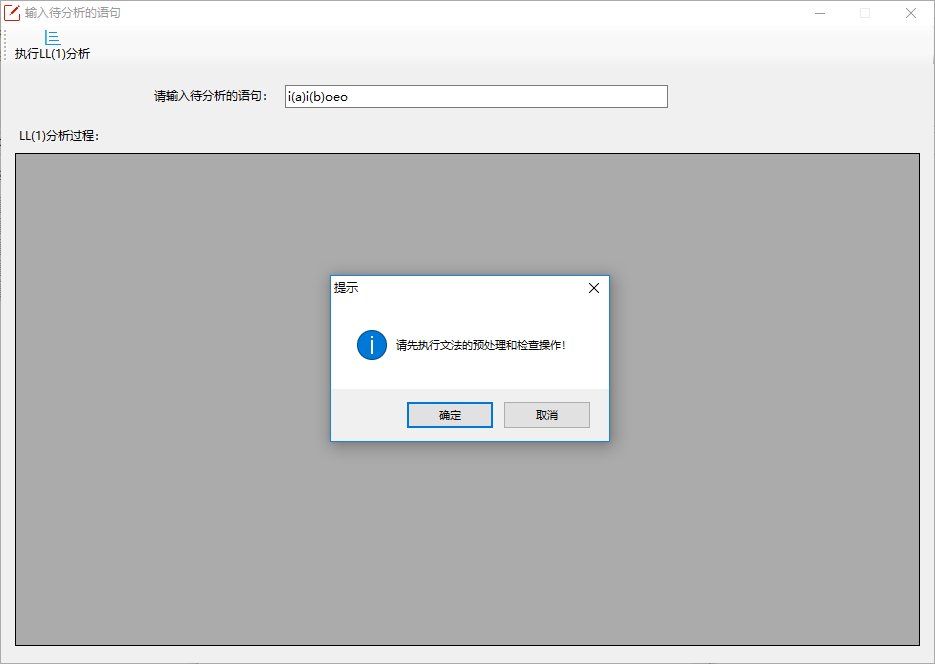 输入待分析的语句
执行LL(1)分析
请输入待分析的语句： i(a)i(b)oeo
LL(1)分析过程：
提示
请先执行文法的预处理和检查操作！
确定 取消